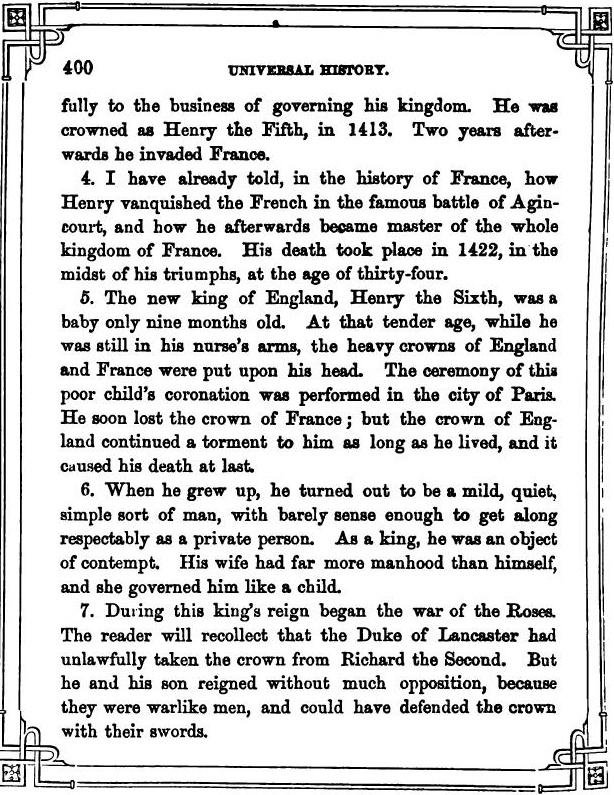 400 UNIVERSAL HISTORY.
fully to the business of governing his kingdom. He was
crowned as Henry the Fifth, in 1413. Two years after-
wards he invaded France.
4. I have already told, in the history of France, how
Henry vanquished the French in the famous battle of Agin-
court, and how he afterwards became master of the whole
kingdom of France. His death took place in 1422, in the
midst of his triumphs, at the age of thirty-four.
5. The new king of England, Henry the Sixth, was a
baby only nine months old. At that tender age, while he
was still in his nurse's arms, the heavy crowns of England
and France were put upon his head. The ceremony of this
poor child's coronation was performed in the city of Paris.
He soon lost the crown of France; but the crown of Eng-
land continued a torment to him as long as he lived, and it
caused his death at last.
6. When he grew up, he turned out to be a mild, quiet,
simple sort of man, with barely sense enough to get along
respectably as a private person. As a king, he was an object
of contempt. His wife had far more manhood than himself,
and she governed him like a child.
7. During this king's reign began the war of the Roses.
The reader will recollect that the Duke of Lancaster had
unlawfully taken the crown from Richard the Second. But
he and his son reigned without much opposition, because
they were warlike men, and could have defended the crown
with their swords.